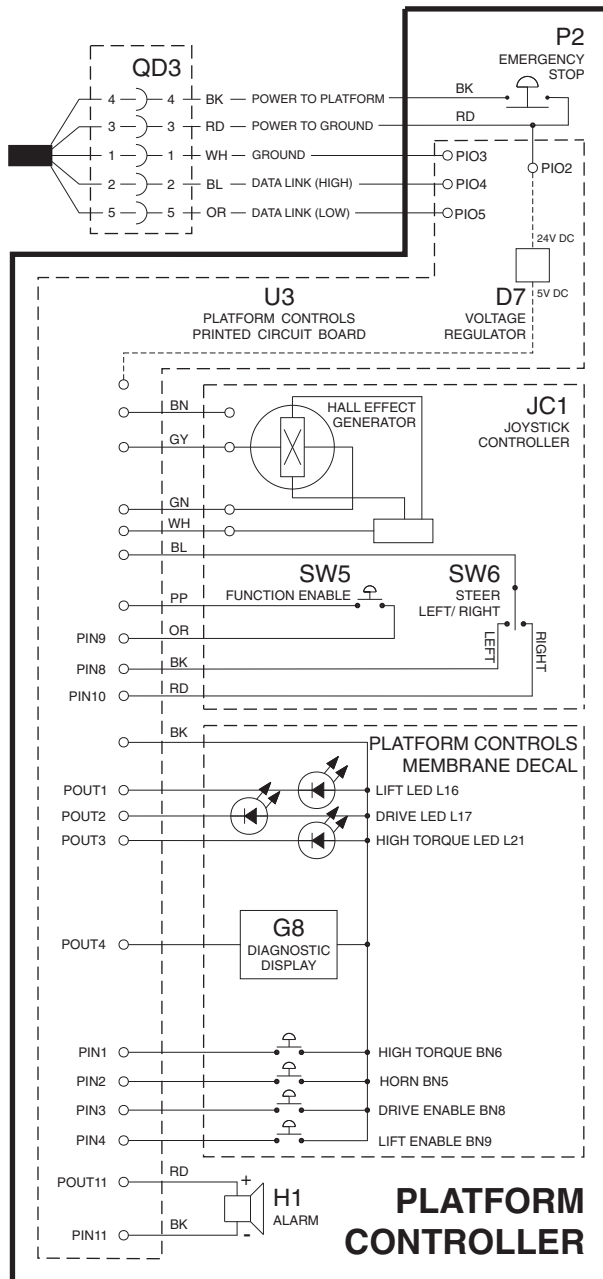 P2
EMERGENCY
STOP
QD3
4 4 BK POWER TO PLATFORM BK
3 3 RD POWER TO GROUND RD
1 1 WH GROUND PIO3
PIO2
2 2 BL DATA LINK (HIGH) PIO4
5 5 OR DATA LINK (LOW) PIO5
24V DC
5V DC
U3
PLATFORM CONTROLS
PRINTED CIRCUIT BOARD
D7
VOLTAGE
REGULATOR
BN
HALL EFFECT
GENERATOR
JC1
JOYSTICK
CONTROLLER
GY
GN
WH
BL
SW5
FUNCTION ENABLE
SW6
STEER
LEFT/ RIGHT
PP
PIN9 OR
LEFT
RIGHT
PIN8 BK
PIN10 RD
BK
PLATFORM CONTROLS
MEMBRANE DECAL
POUT1 LIFT LED L16
POUT2 DRIVE LED L17
POUT3 HIGH TORQUE LED L21
POUT4
G8
DIAGNOSTIC
DISPLAY
PIN1 HIGH TORQUE BN6
PIN2 HORN BN5
PIN3 DRIVE ENABLE BN8
PIN4 LIFT ENABLE BN9
POUT11 RD +
H1
ALARM
PIN11 BK -
PLATFORM
CONTROLLER